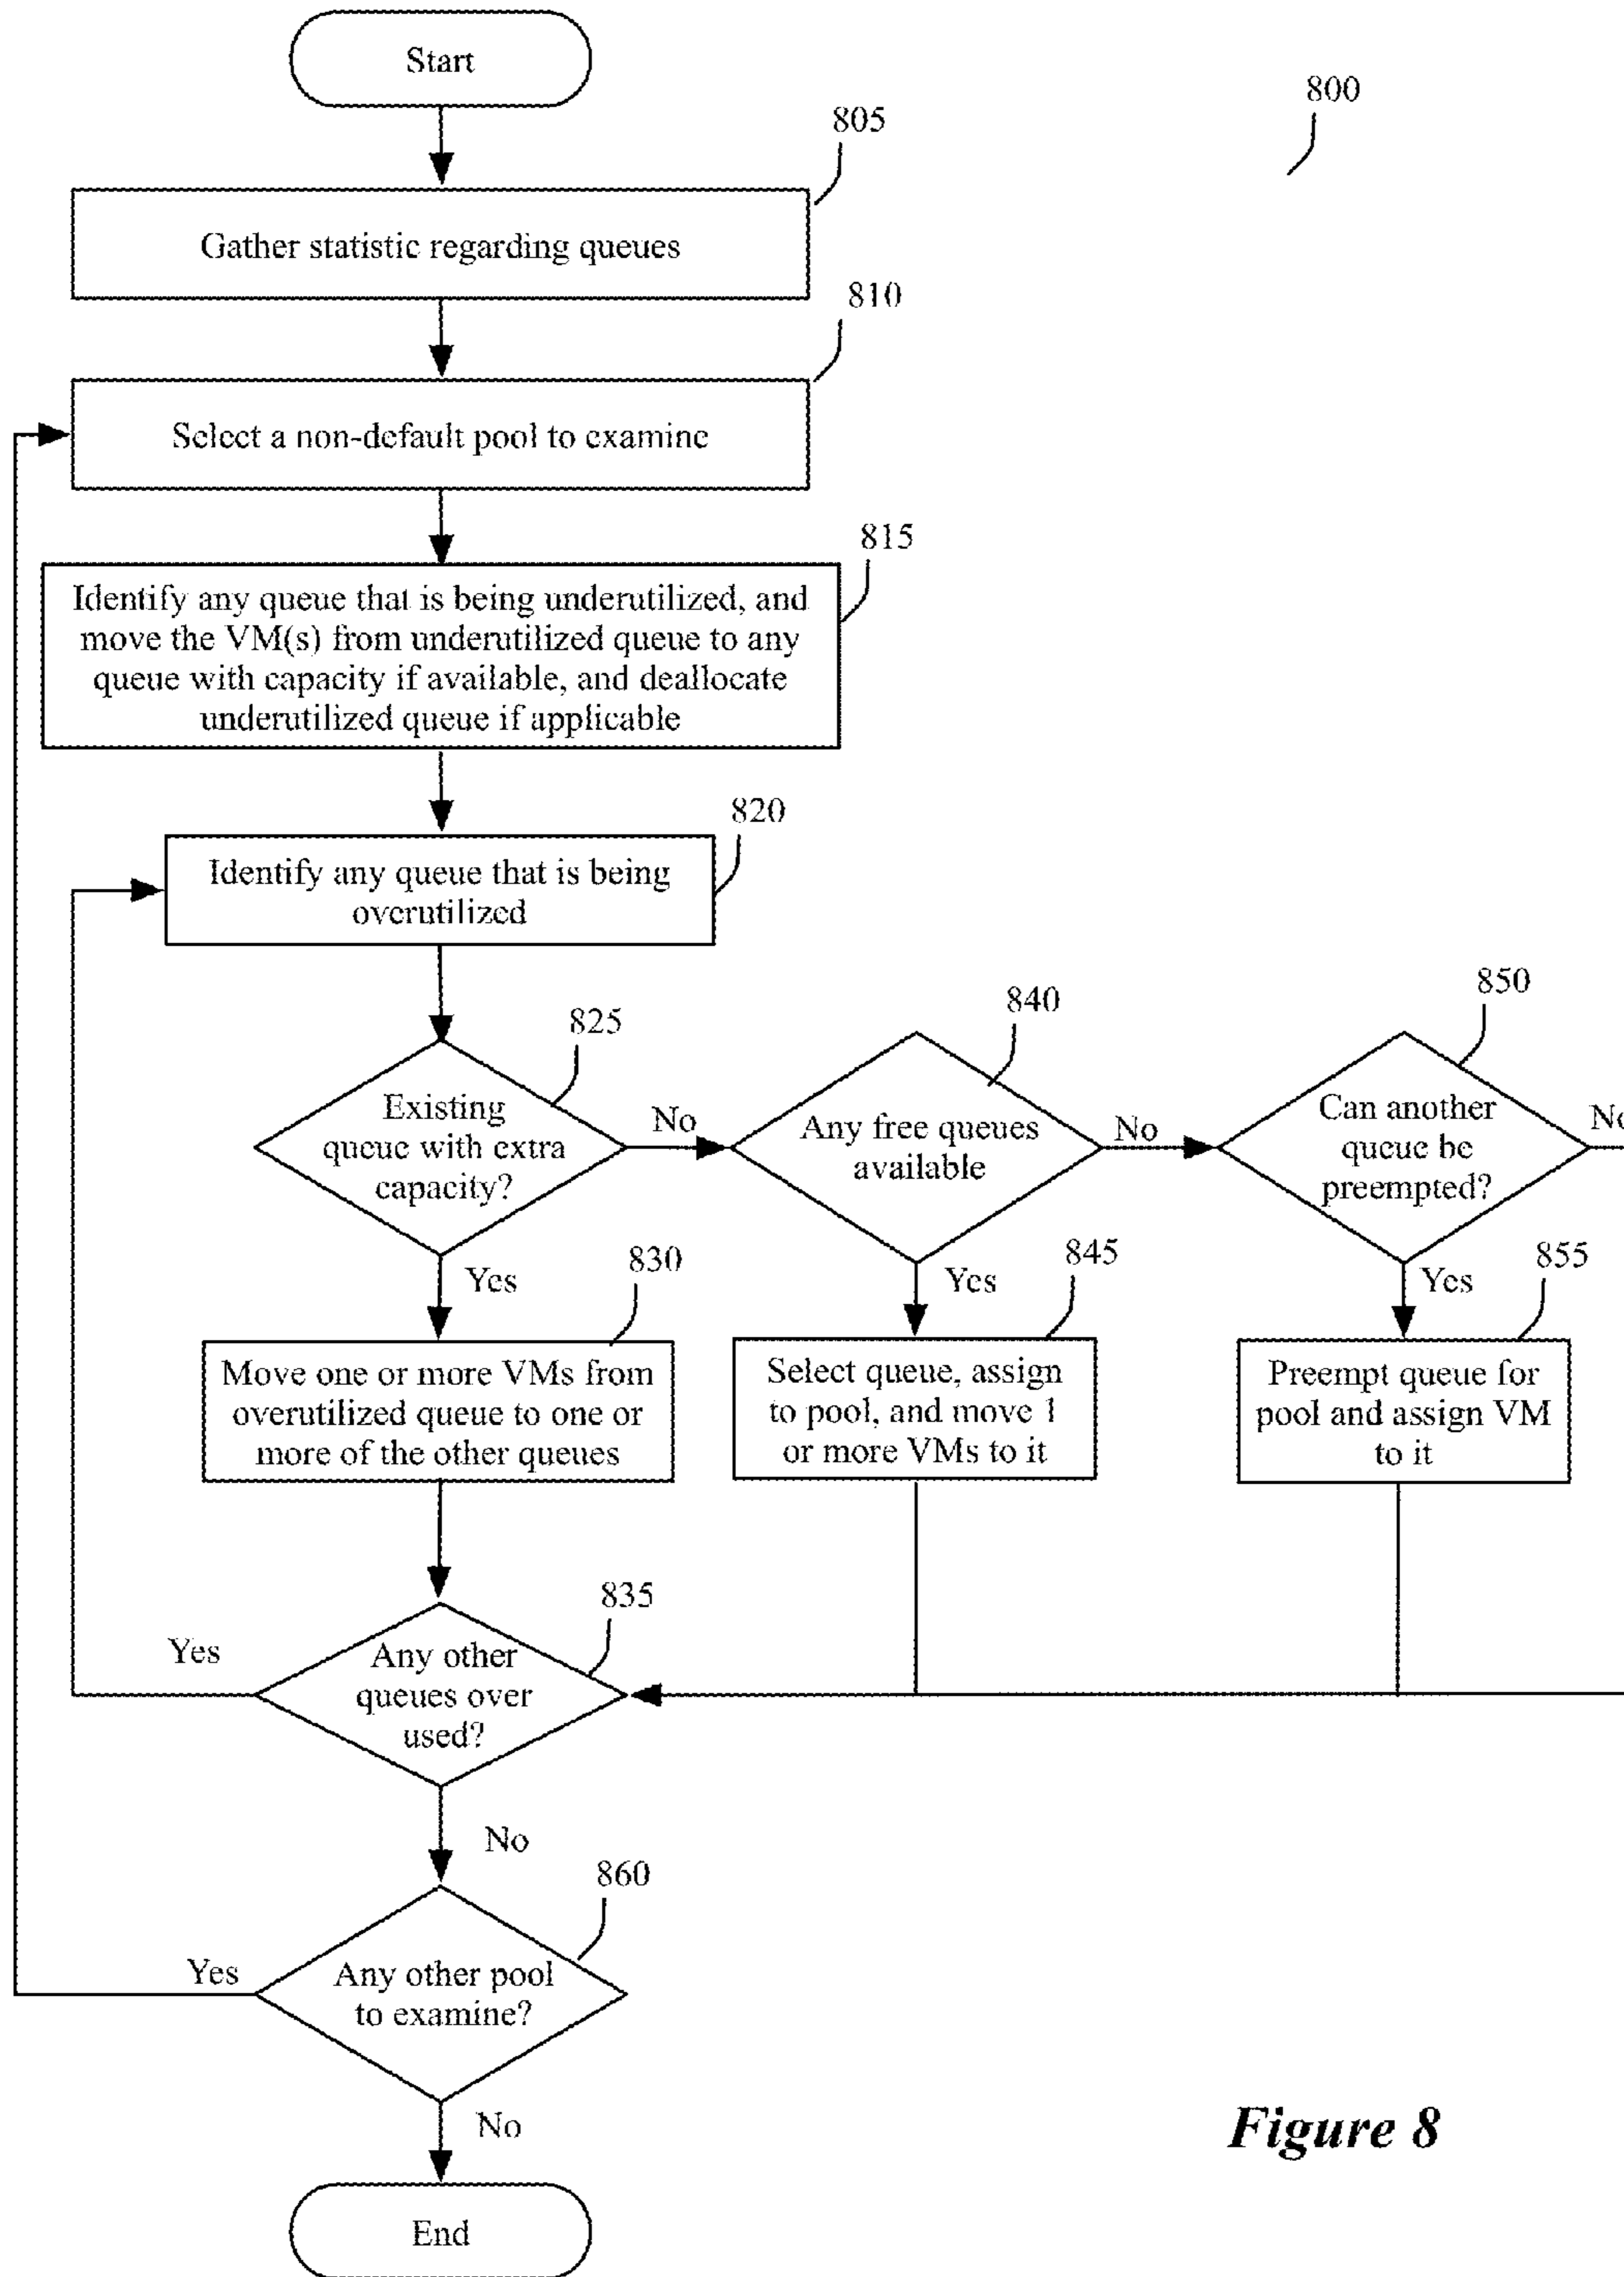 Start
800
805
Gather statistic regarding queues
810
Select a non-default pool to examine
815
Identify any queue that is being underutilized, and
move the VM(s) from underutilized queue to any
queue with capacity if available, and deallocate
underutilized queue if applicable
820
Identify any queue that is being
overutilized
825
Existing
queue with extra
capacity?
No
840
Any free queues
available
No
850
Can another
queue be
preempted?
No
Yes
830
Move one or more VMs from
overutilized queue to one or
more of the other queues
Yes
845
Select queue, assign
to pool, and move 1
or more VMs to it
Yes
855
Preempt queue for
pool and assign VM
to it
835
Any other
queues over
used?
Yes
No
860
Any other pool
to examine?
Yes
No
End
Figure 8